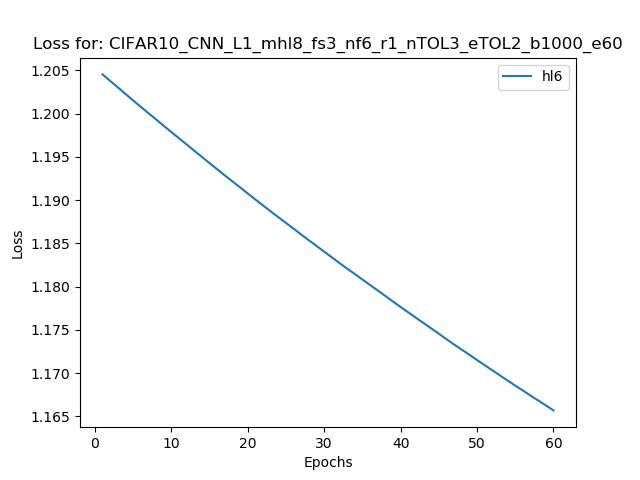 Loss for: CIFAR10_CNN_L1_mhl8_fs3_nf6_r1_nTOL3_eTOL2_b1000_e60
hl6
1.205
1.200
1.195
1.190
1.185
1.180
1.175
1.170
1.165
Loss
0 10 20 30 40 50 60
Epochs